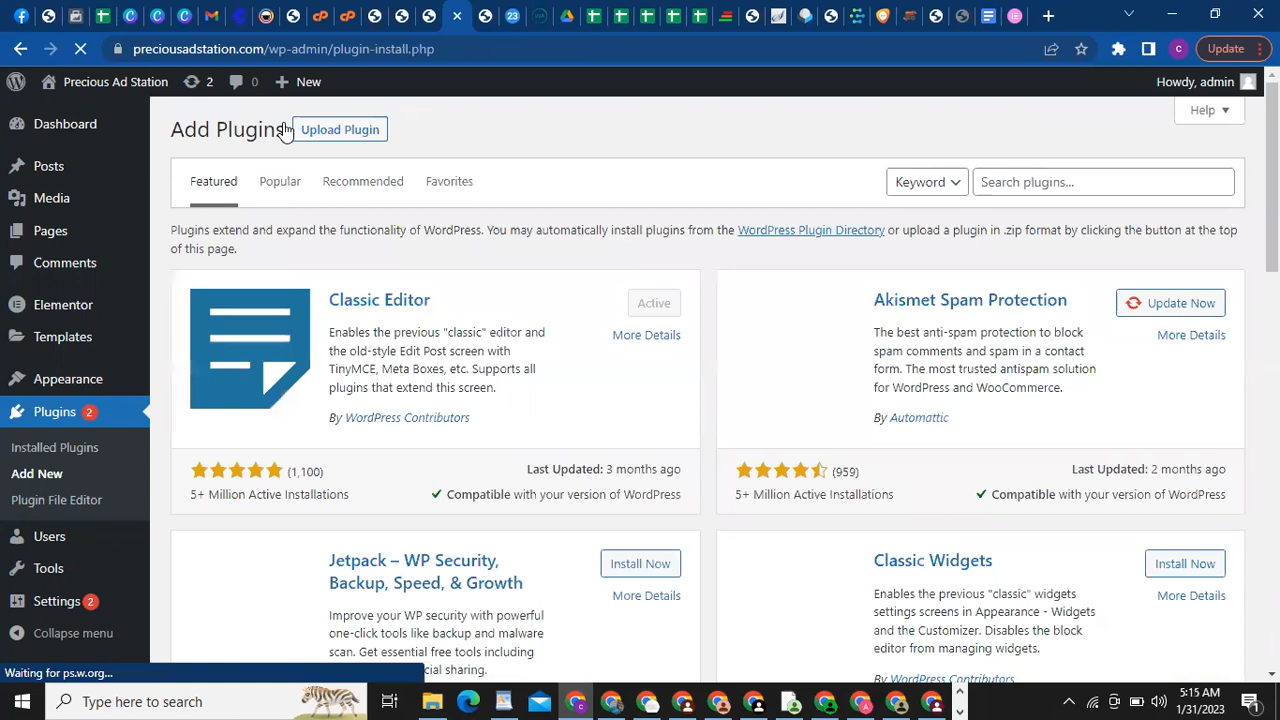 23
Update
preciousadstation.com/wp-admin/plugin-install.php
C
Precious Ad Station
2
0
New
Howdy, admin
Dashboard
Posts
Media
Pages
Comments
Elementor
Templates
Appearance
Plugins 2
Installed Plugins
Add New
Plugin File Editor
Users
Tools
Settings 2
Collapse menu
Add Plugins
Upload Plugin
Help
Featured
Popular
Recommended
Favorites
Keyword
Search plugins...
Plugins extend and expand the functionality of WordPress. You may automatically install plugins from the WordPress Plugin Directory or upload a plugin in .zip format by clicking the button at the top
of this page.
Classic Editor
Active
More Details
Enables the previous "classic" editor and
the old-style Edit Post screen with
TinyMCE, Meta Boxes, etc. Supports all
plugins that extend this screen.
By WordPress Contributors
(1,100)
Last Updated: 3 months ago
5+ Million Active Installations
Compatible with your version of WordPress
Akismet Spam Protection
Update Now
More Details
The best anti-spam protection to block
spam comments and spam in a contact
form. The most trusted antispam solution
for WordPress and WooCommerce.
By Automattic
(959)
Last Updated: 2 months ago
5+ Million Active Installations
Compatible with your version of WordPress
Jetpack – WP Security,
Backup, Speed, & Growth
Install Now
More Details
Improve your WP security with powerful
one-click tools like backup and malware
scan. Get essential free tools including
cial sharing.
Classic Widgets
Install Now
More Details
Enables the previous "classic" widgets
settings screens in Appearance - Widgets
and the Customizer. Disables the block
editor from managing widgets.
By WordPress Contributors
Waiting for ps.w.org...
Type here to search
5:15 AM
1/31/2023
1